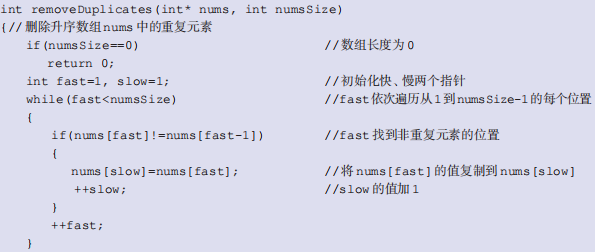 int removeDuplicates(int* nums, int numsSize)
{//删除升序数组nums中的重复元素
if(numsSize==0) //数组长度为0
return 0;
int fast=1, slow=1; //初始化快、慢两个指针
while(fast<numsSize) //fast依次遍历从1到numsSize-1的每个位置
{
if(nums[fast]!=nums[fast-1]) //fast找到非重复元素的位置
{
nums[slow]=nums[fast]; //将nums[fast]的值复制到nums[slow]
++slow; //slow的值加1
}
++fast;
}